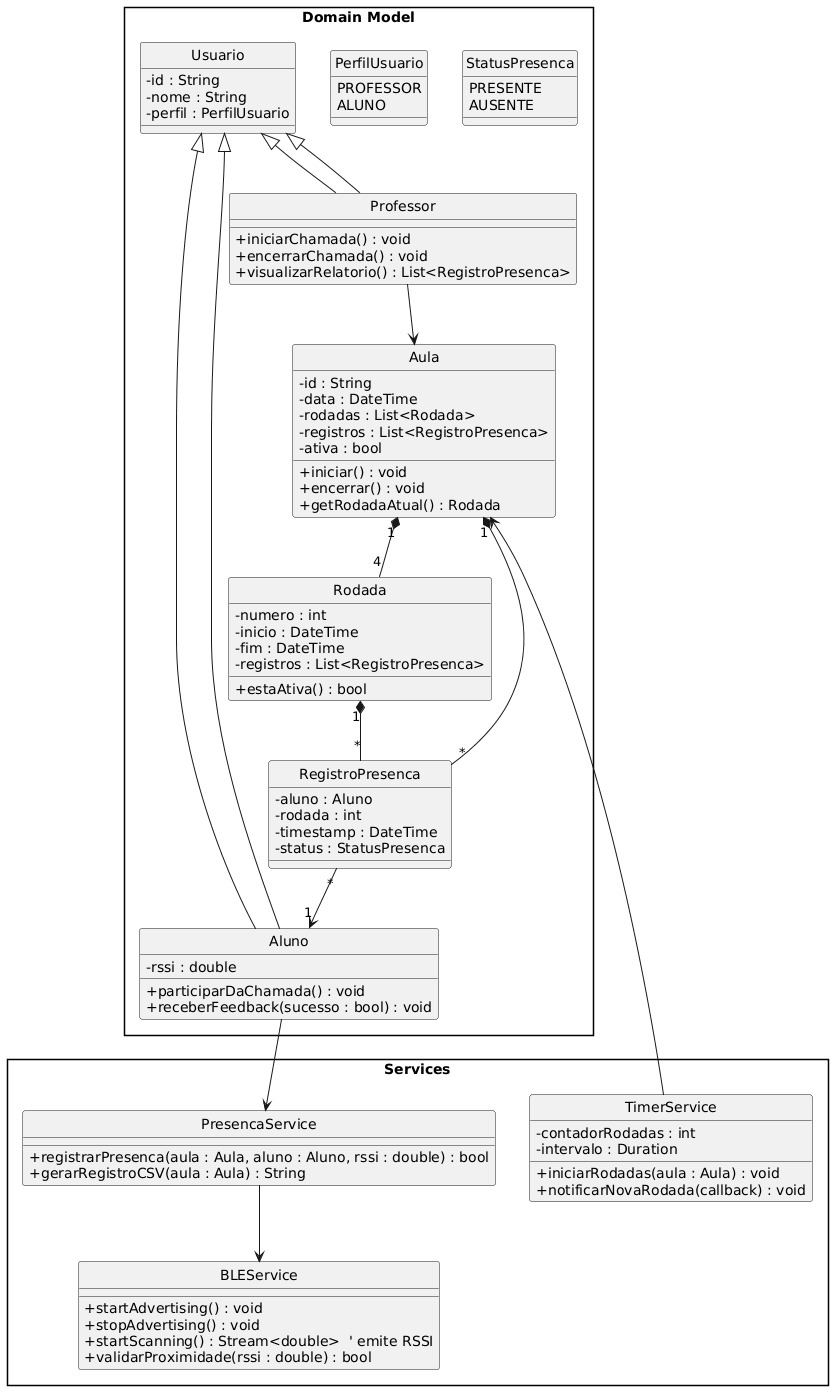 Domain Model
Usuario
-id : String
-nome : String
-perfil : PerfilUsuario
PerfilUsuario
PROFESSOR
ALUNO
StatusPresenca
PRESENTE
AUSENTE
Professor
+iniciarChamada() : void
+encerrarChamada() : void
+visualizarRelatorio() : List<RegistroPresenca>
Aula
-id : String
-data : DateTime
-rodadas : List<Rodada>
-registros : List<RegistroPresenca>
-ativa : bool
+iniciar() : void
+encerrar() : void
+getRodadaAtual() : Rodada
1
1
4
Rodada
-numero : int
-inicio : DateTime
-fim : DateTime
-registros : List<RegistroPresenca>
+estaAtiva() : bool
1
*
*
RegistroPresenca
-aluno : Aluno
-rodada : int
-timestamp : DateTime
-status : StatusPresenca
*
1
Aluno
-rssi : double
+participarDaChamada() : void
+receberFeedback(sucesso : bool) : void
Services
PresencaService
+registrarPresenca(aula : Aula, aluno : Aluno, rssi : double) : bool
+gerarRegistroCSV(aula : Aula) : String
TimerService
-contadorRodadas : int
-intervalo : Duration
+iniciarRodadas(aula : Aula) : void
+notificarNovaRodada(callback) : void
BLEService
+startAdvertising() : void
+stopAdvertising() : void
+startScanning() : Stream<double>  ' emite RSSI
+validarProximidade(rssi : double) : bool